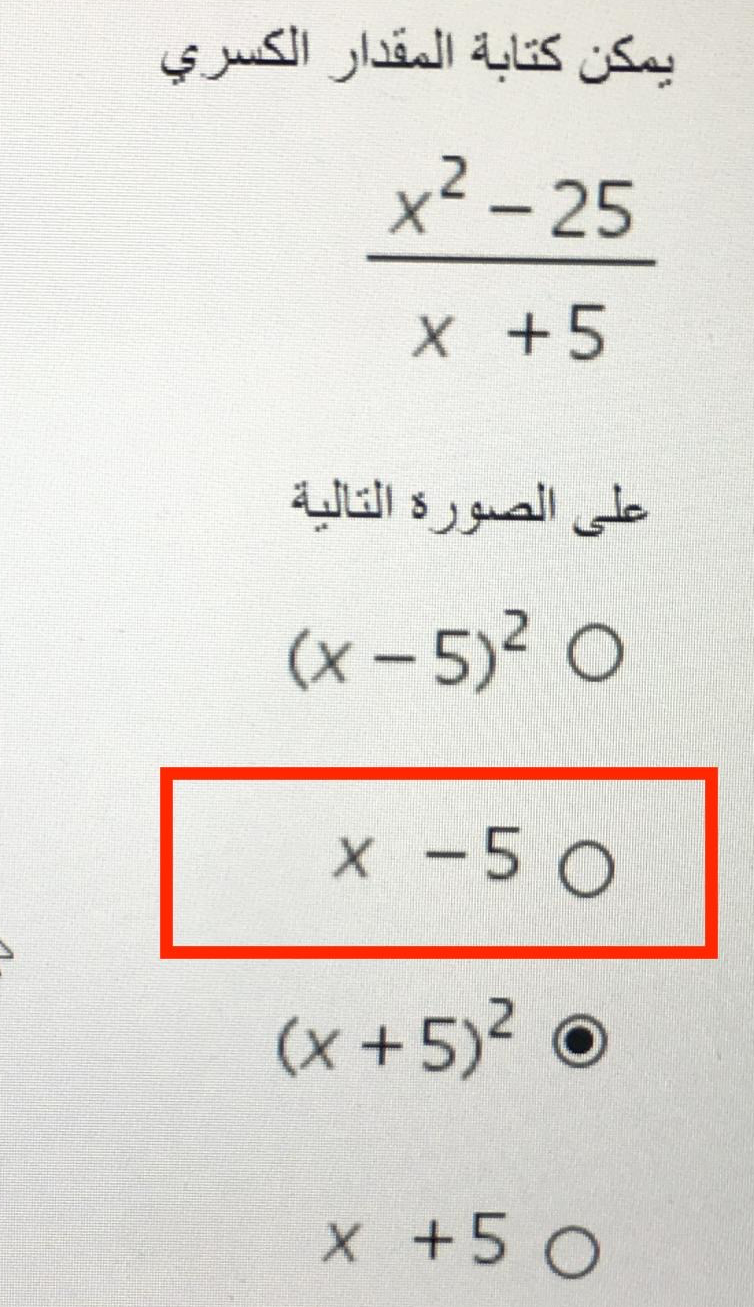 يمكن كتابة المقدار الكسري
x² − 25
x + 5
على الصورة التالية
(x − 5)²
x − 5
(x + 5)²
x + 5